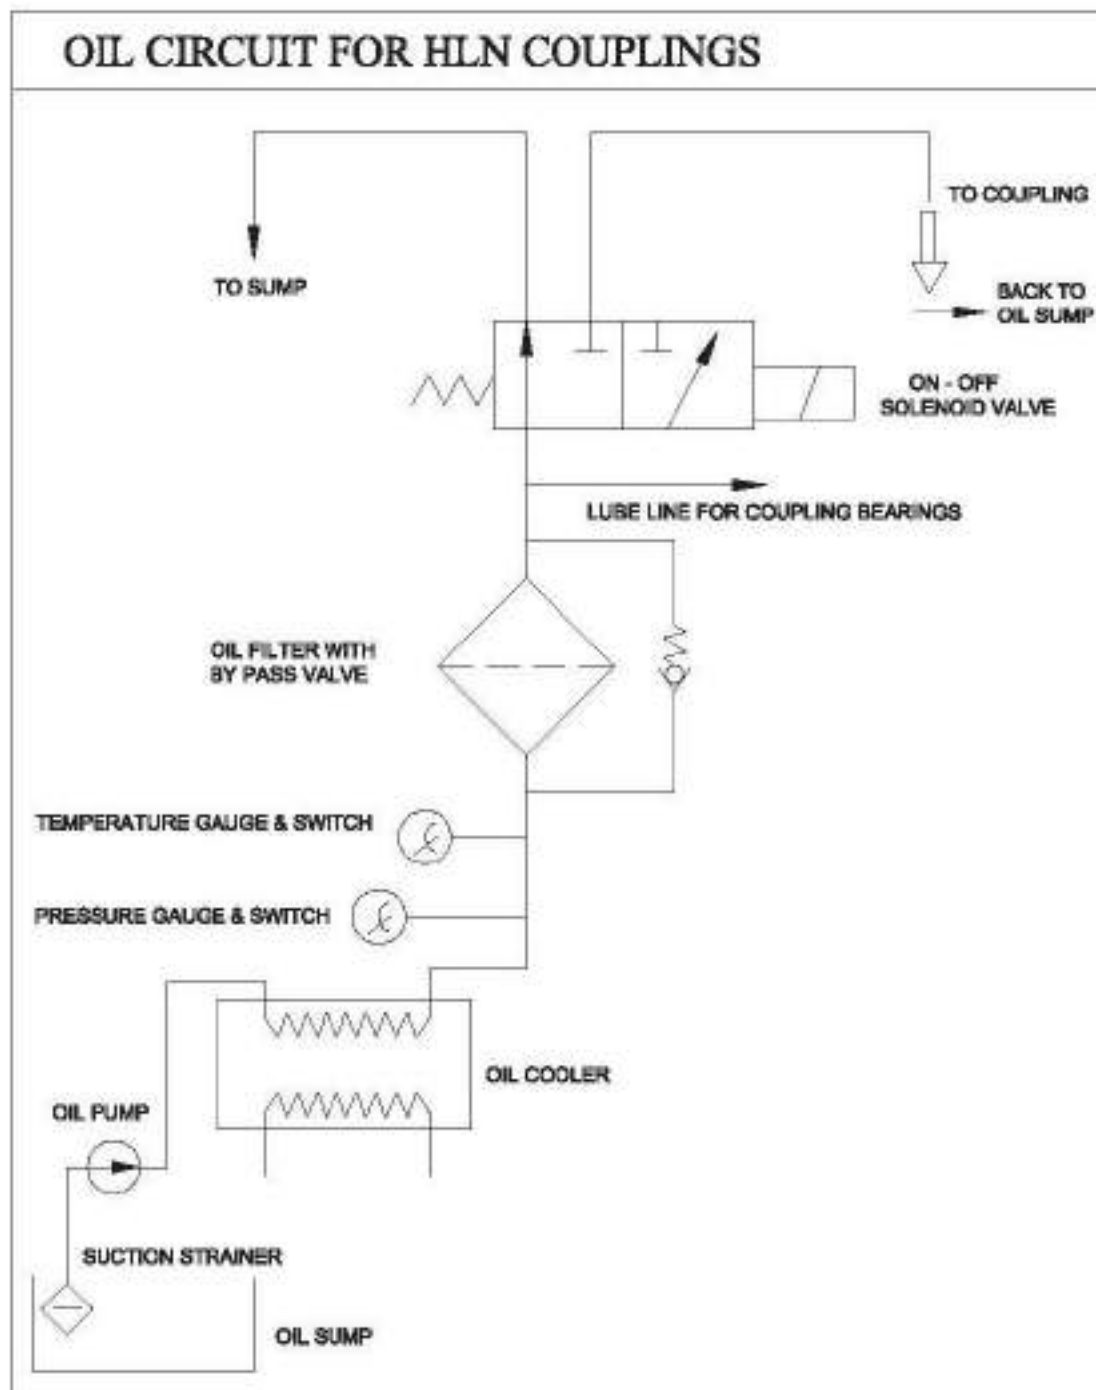 OIL CIRCUIT FOR HLN COUPLINGS
TO COUPLING
TO SUMP
BACK TO
OIL SUMP
ON - OFF
SOLENOID VALVE
LUBE LINE FOR COUPLING BEARINGS
OIL FILTER WITH
BY PASS VALVE
TEMPERATURE GAUGE & SWITCH
PRESSURE GAUGE & SWITCH
OIL COOLER
OIL PUMP
SUCTION STRAINER
OIL SUMP